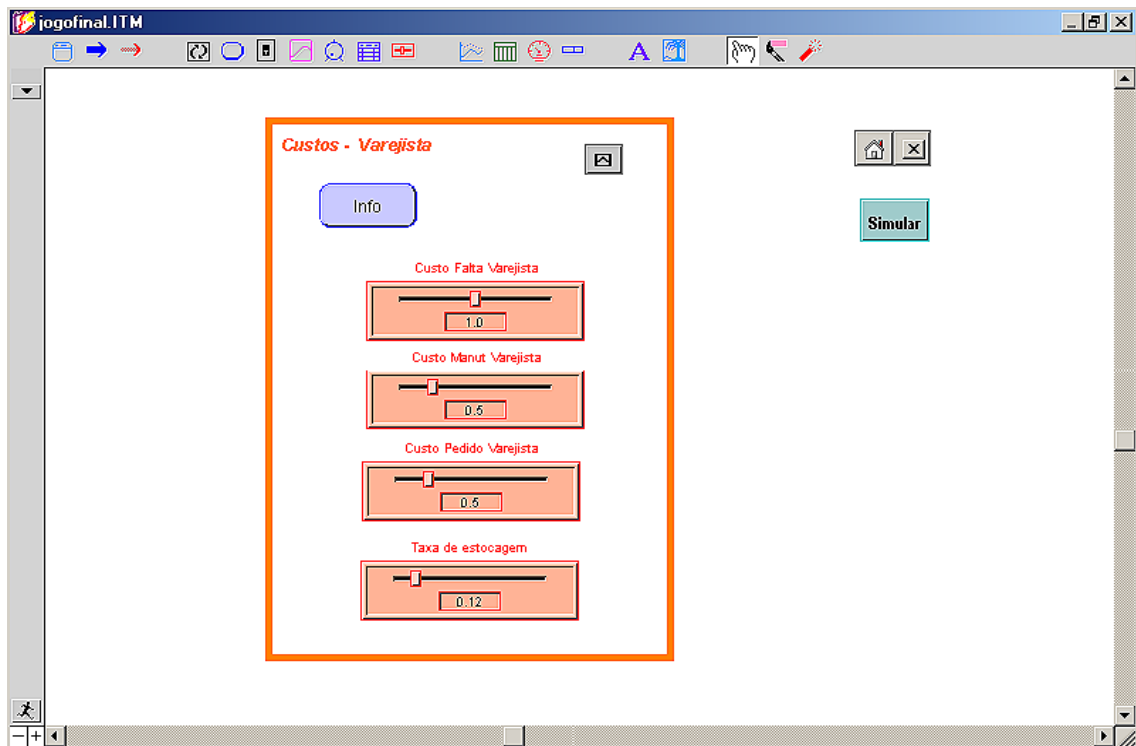 jogofinal.ITM
A
Custos - Varejista
Info
Simular
Custo Falta Varejista
1.0
Custo Manut Varejista
0.5
Custo Pedido Varejista
0.5
Taxa de estocagem
0.12